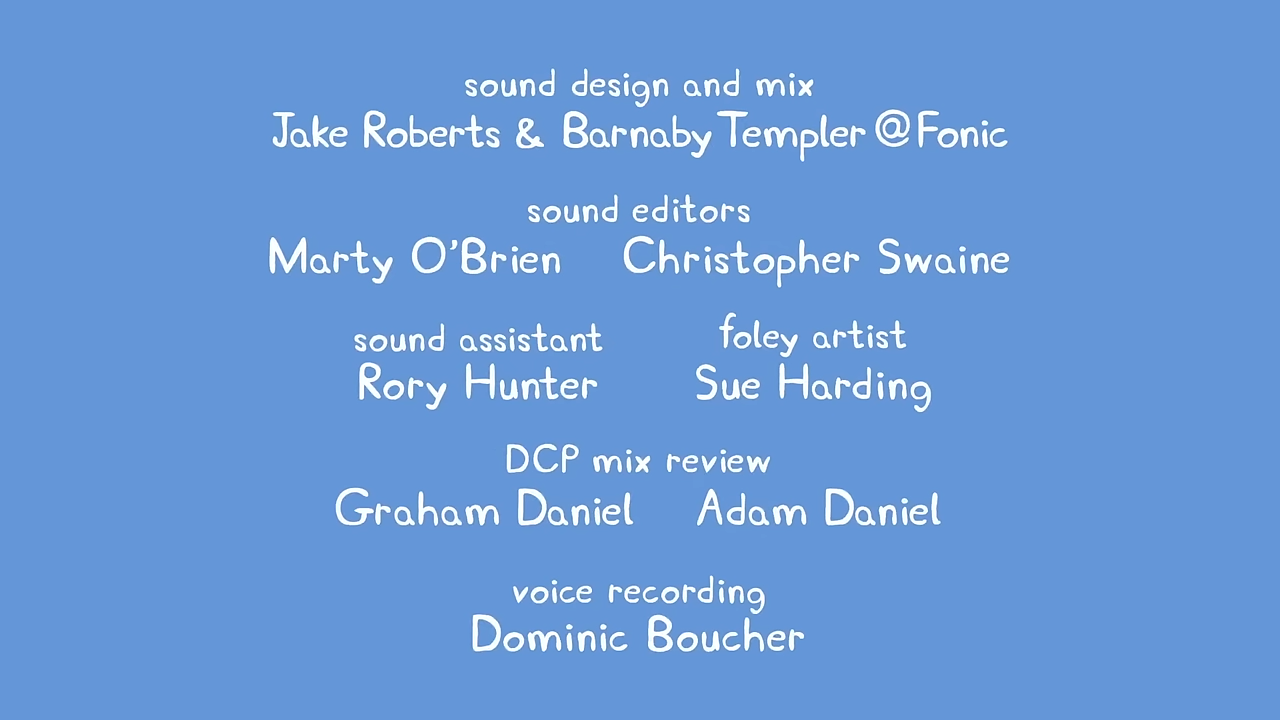 sound design and mix
Jake Roberts & Barnaby Templer @ Fonic
sound editors
Marty O'Brien Christopher Swaine
sound assistant foley artist
Rory Hunter Sue Harding
DCP mix review
Graham Daniel Adam Daniel
voice recording
Dominic Boucher